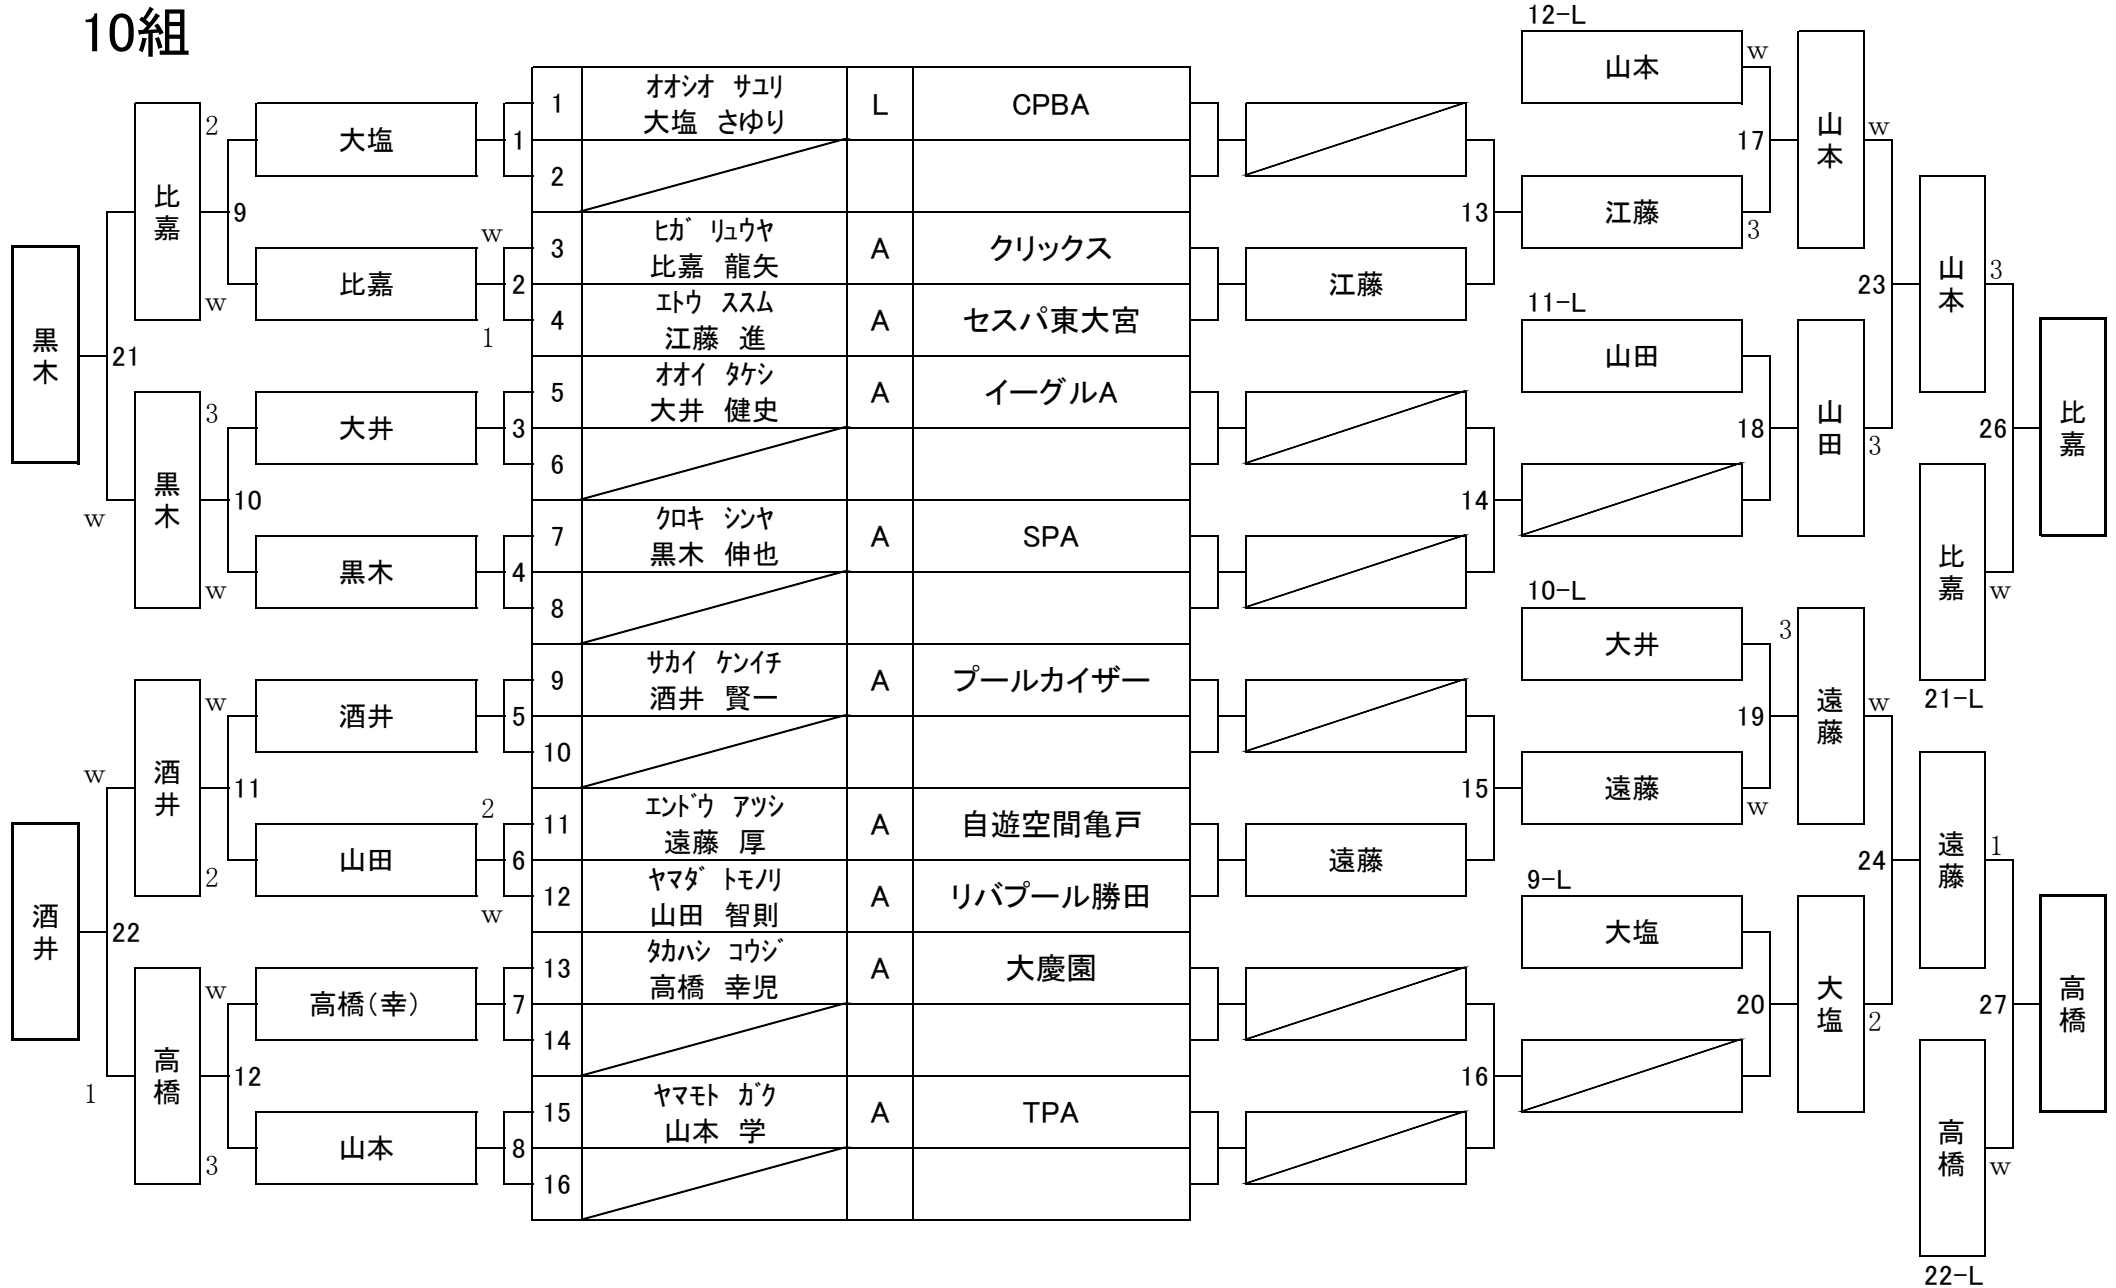 10組
1
オオシオ サユリ
大塩 さゆり
L
CPBA
2
3
ヒガ リュウヤ
比嘉 龍矢
A
クリックス
4
エトウ ススム
江藤 進
A
セスパ東大宮
5
オオイ タケシ
大井 健史
A
イーグルA
6
7
クロキ シンヤ
黒木 伸也
A
SPA
8
9
サカイ ケンイチ
酒井 賢一
A
プールカイザー
10
11
エンドウ アツシ
遠藤 厚
A
自遊空間亀戸
12
ヤマダ トモノリ
山田 智則
A
リバプール勝田
13
タカハシ コウジ
高橋 幸児
A
大慶園
14
15
ヤマモト ガク
山本 学
A
TPA
16
黒木
21
w
比嘉
2
9
w
大塩
1
比嘉
w
2
1
黒木
3
10
w
大井
3
黒木
4
酒井
w
22
1
酒井
w
11
2
酒井
5
山田
2
6
w
高橋
w
12
3
高橋(幸)
7
山本
8
江藤
13
14
遠藤
15
16
12-L
山本
w
17
江藤
3
11-L
山田
18
10-L
大井
3
19
遠藤
w
9-L
大塩
20
山本
w
23
山田
3
遠藤
w
24
大塩
2
山本
3
26
比嘉
w
21-L
遠藤
1
27
高橋
w
22-L
比嘉
高橋